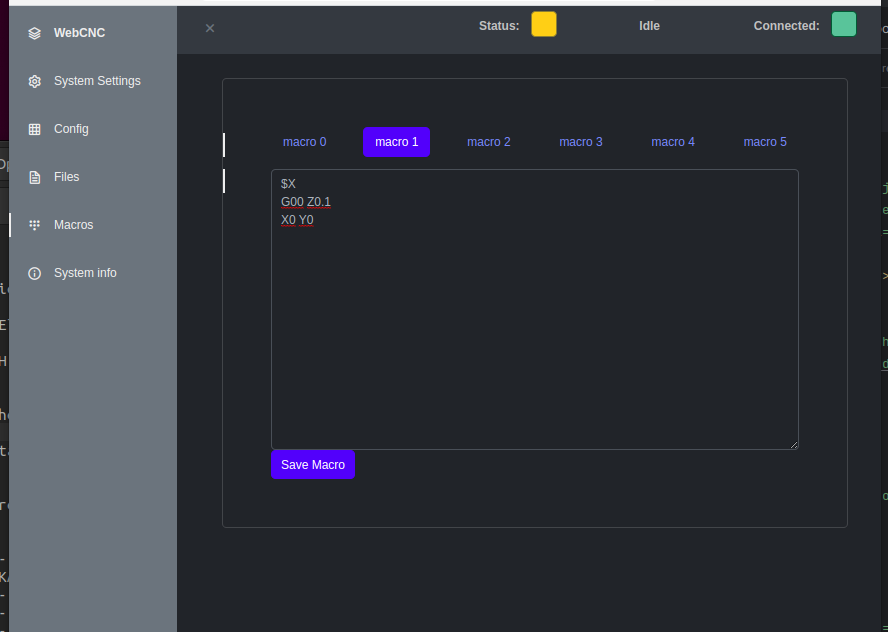 WebCNC
System Settings
Config
Files
Macros
System info
×
Status:
Idle
Connected:
macro 0
macro 1
macro 2
macro 3
macro 4
macro 5
$X
G00 Z0.1
X0 Y0
Save Macro